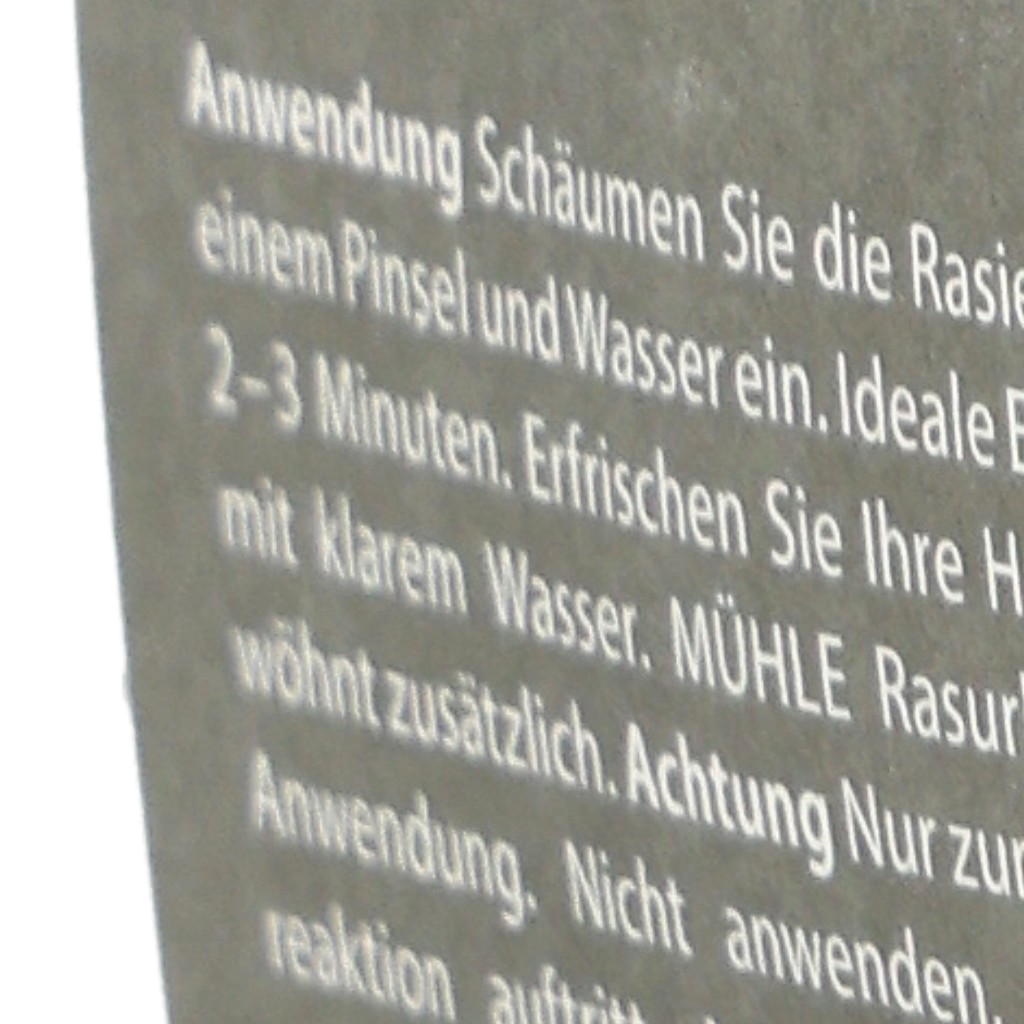 Anwendung Schäumen Sie die Rasie
einem Pinsel und Wasser ein. Ideale E
2–3 Minuten. Erfrischen Sie Ihre H
mit klarem Wasser. MÜHLE Rasur
wöhnt zusätzlich. Achtung Nur zur
Anwendung. Nicht anwenden,
reaktion auftritt